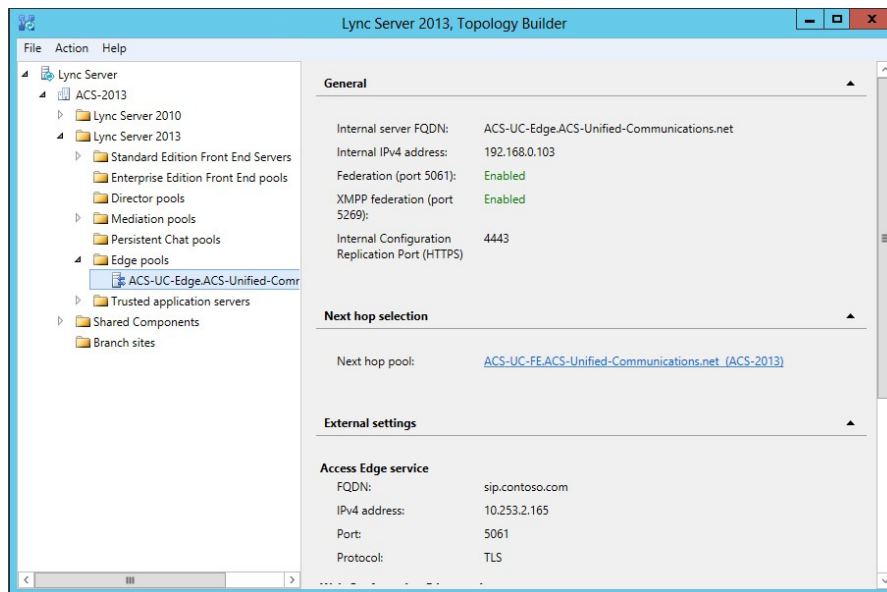 Lync Server 2013, Topology Builder
File Action Help
Lync Server
ACS-2013
Lync Server 2010
Lync Server 2013
Standard Edition Front End Servers
Enterprise Edition Front End pools
Director pools
Mediation pools
Persistent Chat pools
Edge pools
ACS-UC-Edge.ACS-Unified-Comr
Trusted application servers
Shared Components
Branch sites
General
Internal server FQDN: ACS-UC-Edge.ACS-Unified-Communications.net
Internal IPv4 address: 192.168.0.103
Federation (port 5061): Enabled
XMPP federation (port 5269): Enabled
Internal Configuration Replication Port (HTTPS) 4443
Next hop selection
Next hop pool: ACS-UC-FE.ACS-Unified-Communications.net (ACS-2013)
External settings
Access Edge service
FQDN: sip.contoso.com
IPv4 address: 10.253.2.165
Port: 5061
Protocol: TLS